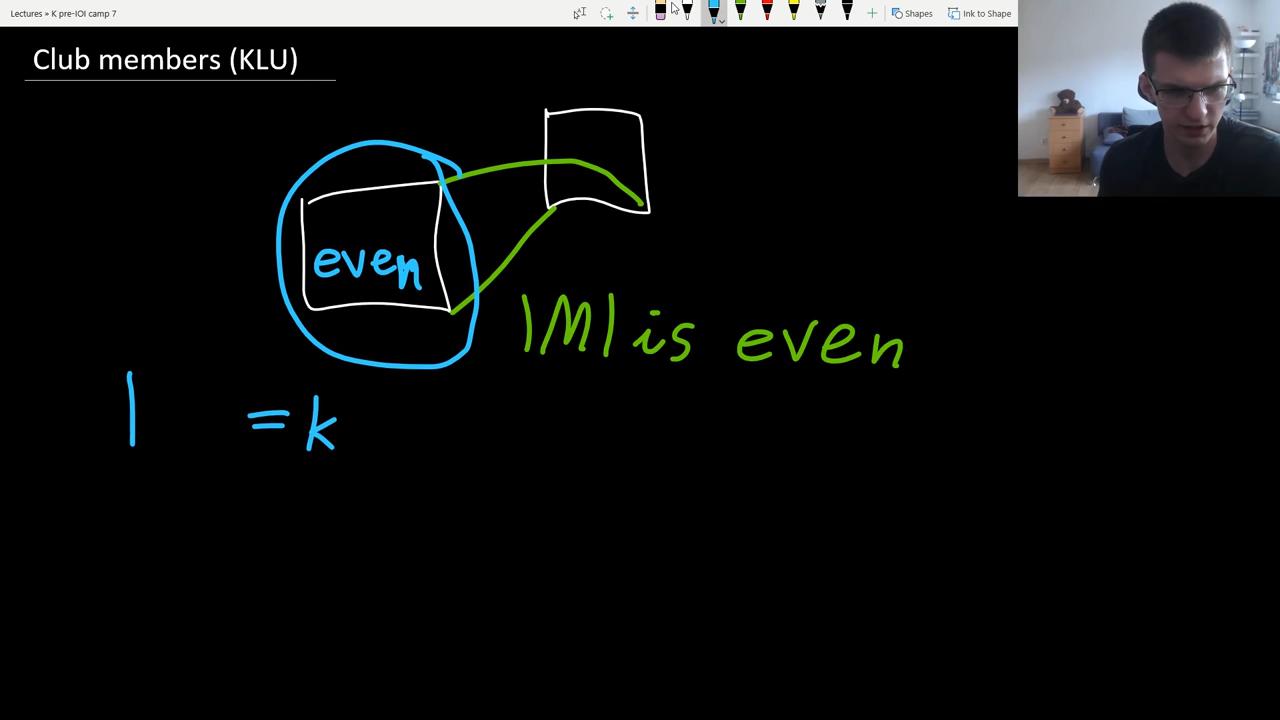 Lectures » K pre-IOI camp 7
Shapes
Ink to Shape
Club members (KLU)
even
|M| is even
| = k